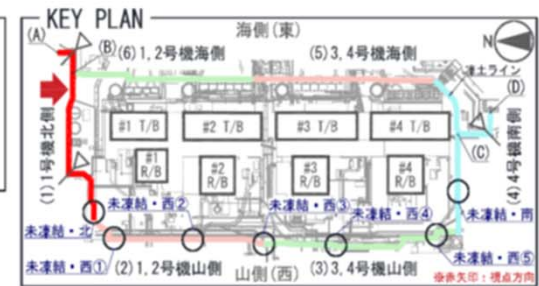 KEY PLAN
海側(東)
(A)
(B)
(6)1,2号機海側
(5)3,4号機海側
N
凍土ライン
(D)
(1)1号機北側
#1 T/B
#2 T/B
#3 T/B
#4 T/B
(C)
(4)4号機南側
#1
R/B
#2
R/B
#3
R/B
#4
R/B
未凍結・西②
未凍結・西③
未凍結・西④
未凍結・南
未凍結・北
未凍結・西①
(2)1,2号機山側
山側(西)
(3)3,4号機山側
未凍結・西⑤
※赤矢印:視点方向